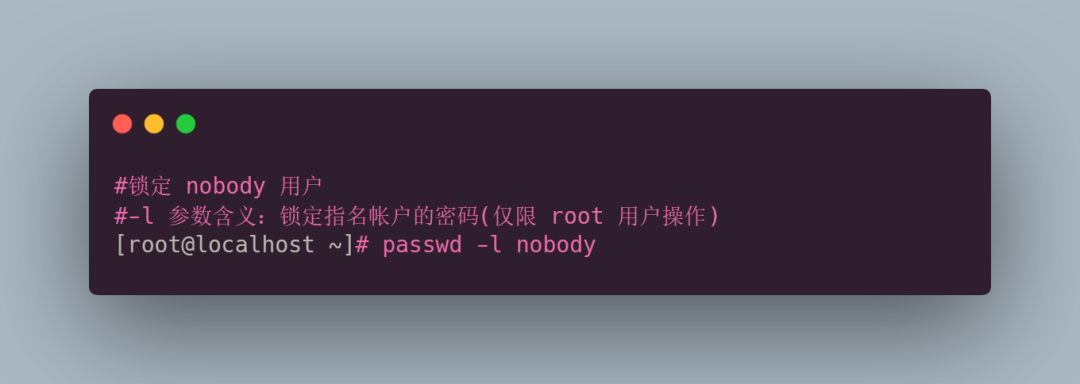 #锁定 nobody 用户
#-l 参数含义：锁定指名帐户的密码(仅限 root 用户操作)
[root@localhost ~]# passwd -l nobody